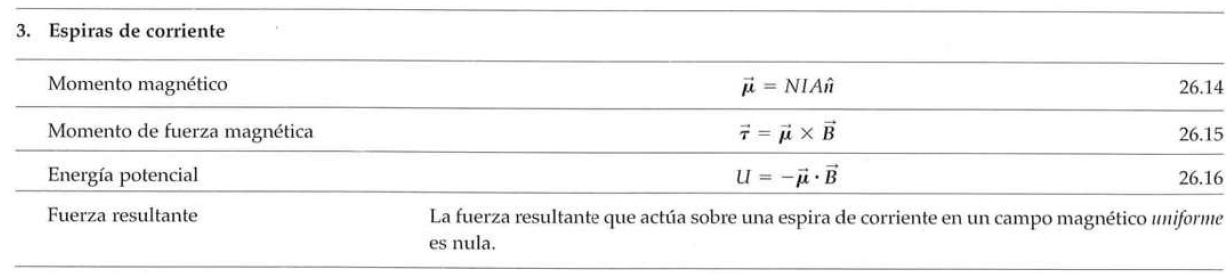 3. Espiras de corriente
Momento magnético $\vec{\mu} = NIA\hat{n}$ 26.14
Momento de fuerza magnética $\vec{\tau} = \vec{\mu} \times \vec{B}$ 26.15
Energía potencial $U = -\vec{\mu} \cdot \vec{B}$ 26.16
Fuerza resultante La fuerza resultante que actúa sobre una espira de corriente en un campo magnético uniforme
es nula.